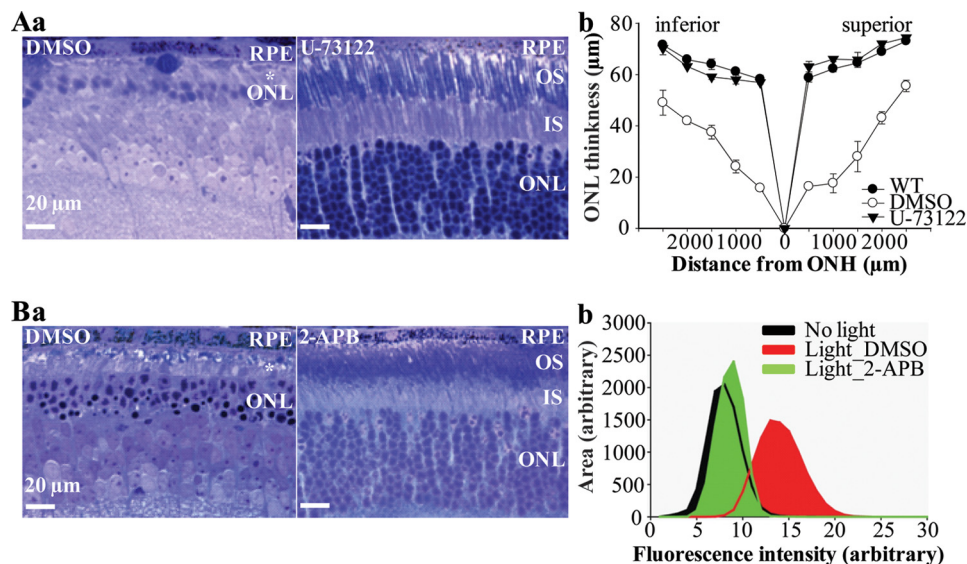 Aa
DMSO
RPE
*
ONL
20 µm
U-73122
RPE
OS
IS
ONL
b
inferior
superior
ONL thinkness (µm)
80
60
40
20
0
WT
DMSO
U-73122
2000 1000 0 1000 2000
Distance from ONH (µm)
Ba
DMSO
RPE
*
ONL
20 µm
2-APB
RPE
OS
IS
ONL
b
No light
Light_DMSO
Light_2-APB
Area (arbitrary)
3000
2500
2000
1500
1000
500
0
0 5 10 15 20 25 30
Fluorescence intensity (arbitrary)